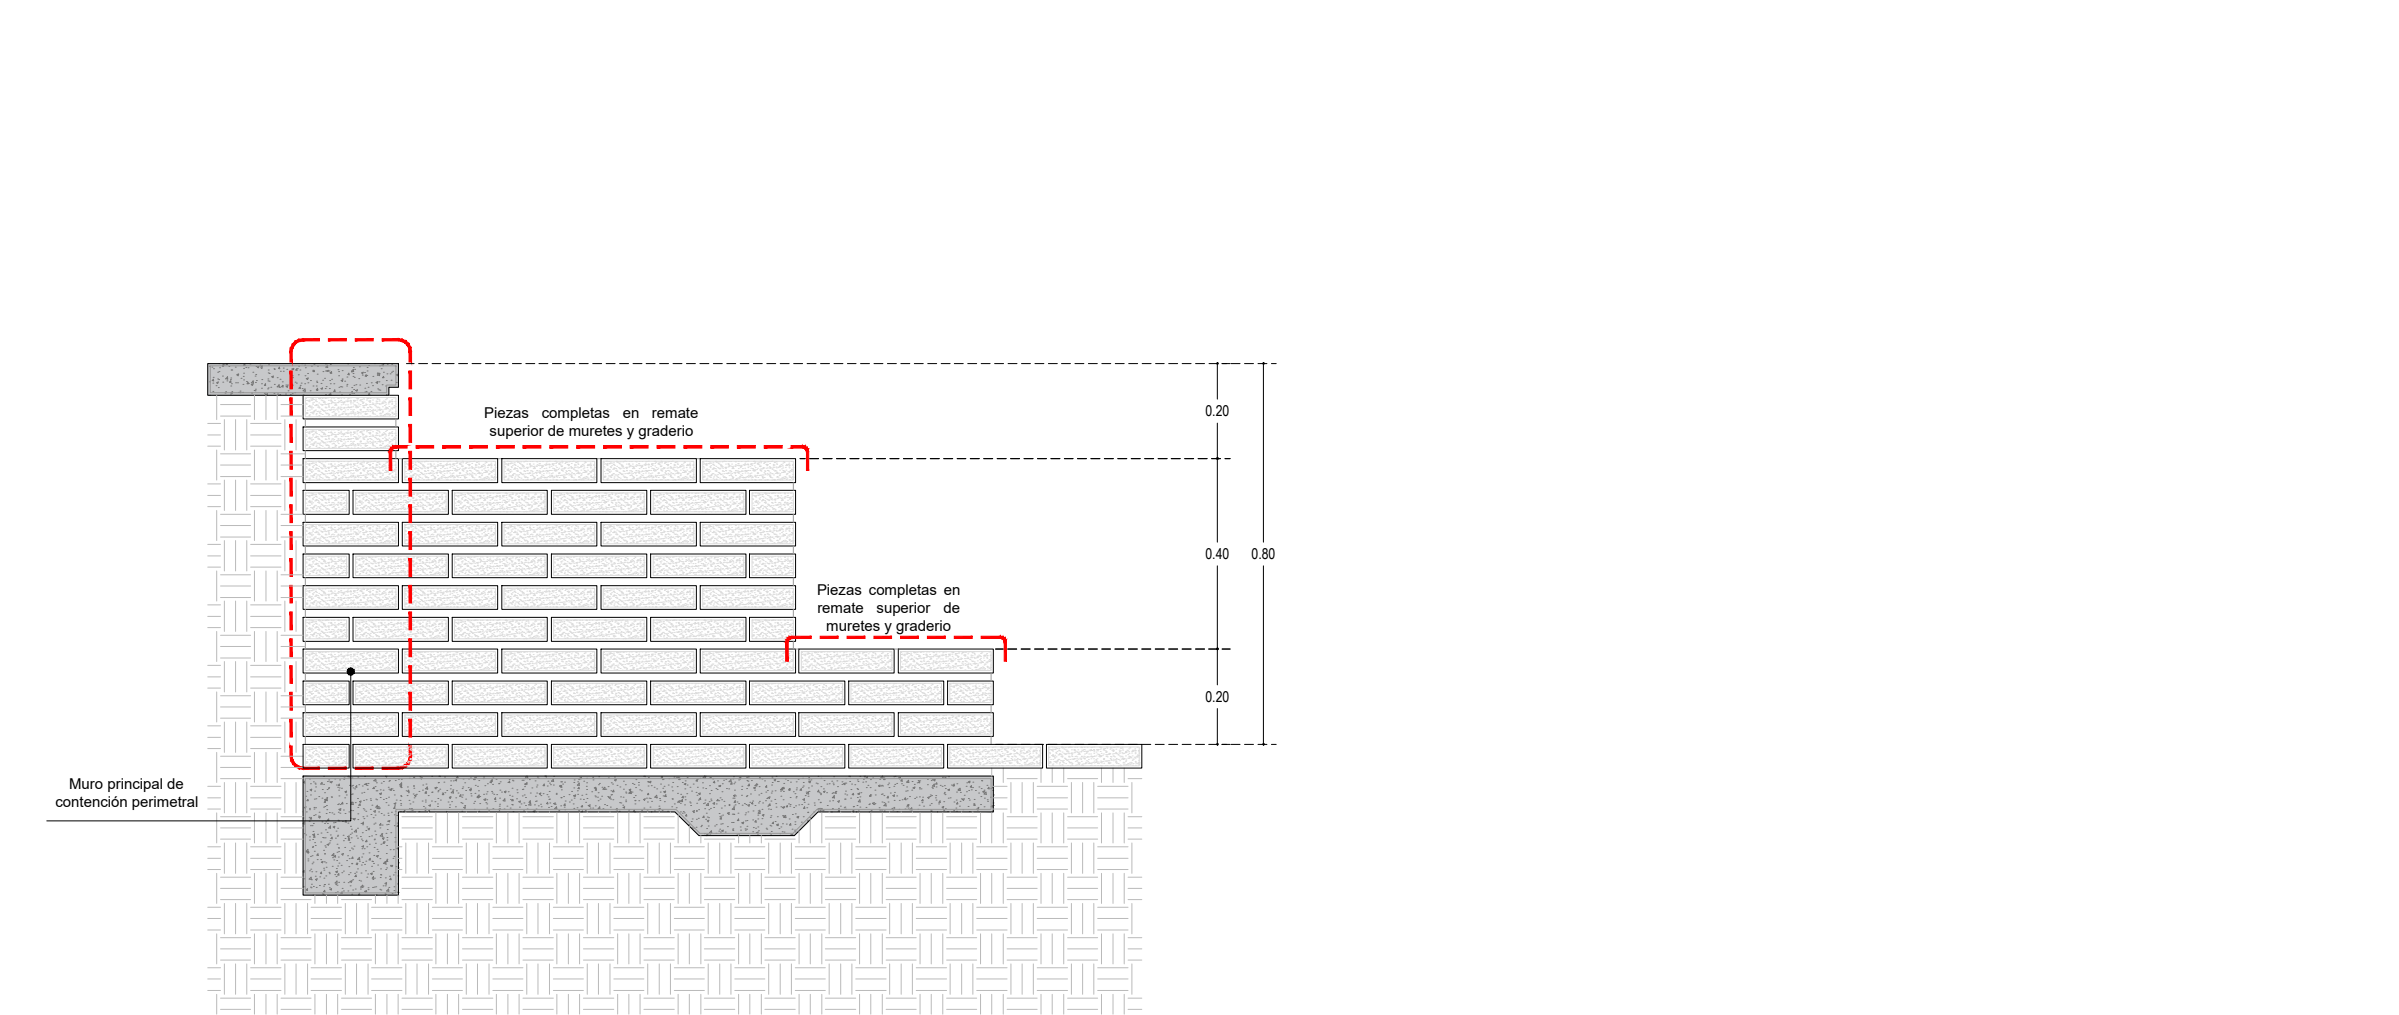 Piezas completas en remate
superior de muretes y graderio
0.20
0.40
0.80
Piezas completas en
remate superior de
muretes y graderio
0.20
Muro principal de
contención perimetral